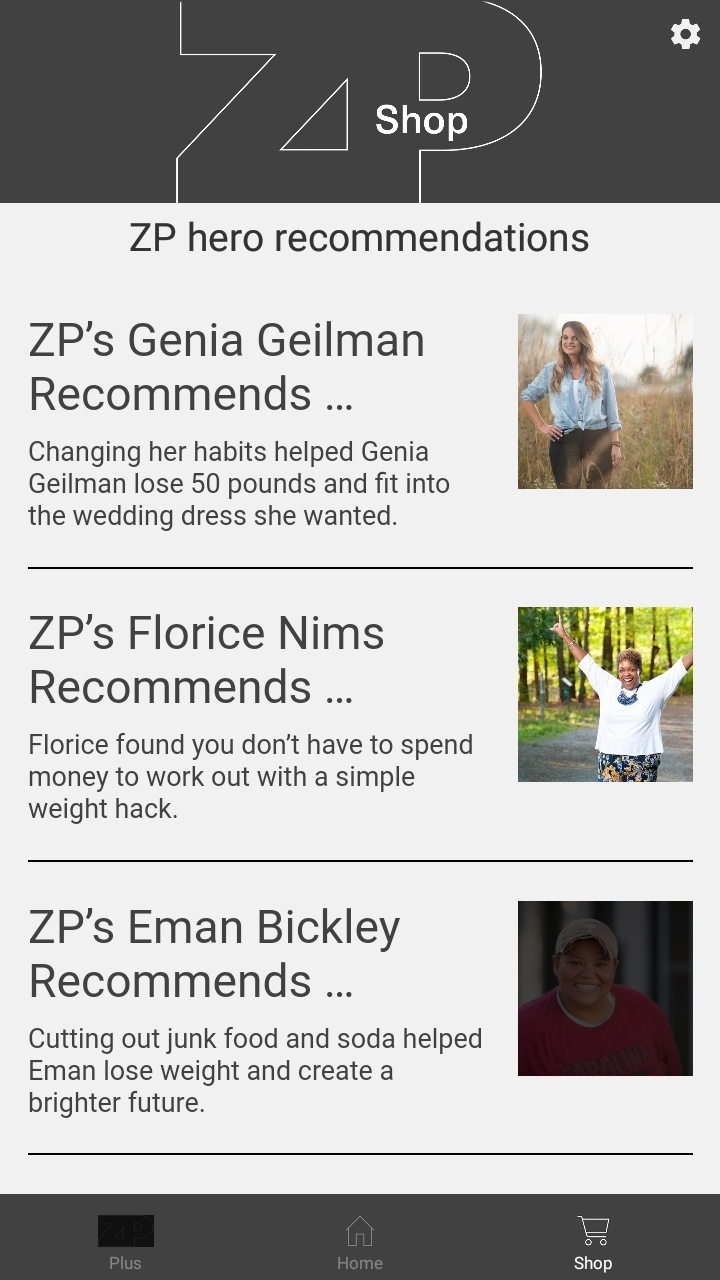 ZP
Shop
ZP hero recommendations
ZP’s Genia Geilman
Recommends ...
Changing her habits helped Genia
Geilman lose 50 pounds and fit into
the wedding dress she wanted.
ZP’s Florice Nims
Recommends ...
Florice found you don’t have to spend
money to work out with a simple
weight hack.
ZP’s Eman Bickley
Recommends ...
Cutting out junk food and soda helped
Eman lose weight and create a
brighter future.
ZP
Plus
Home
Shop